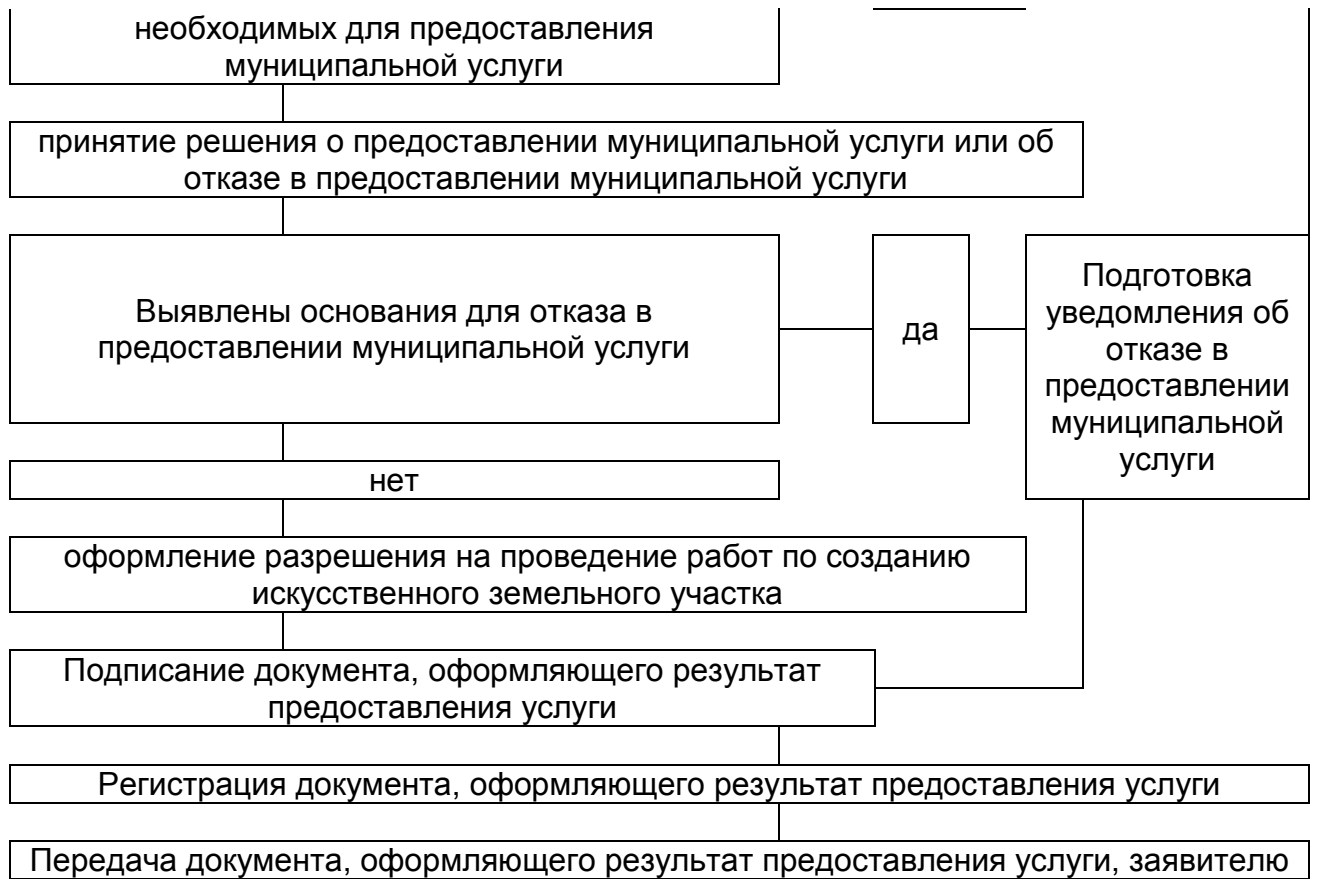 необходимых для предоставления
муниципальной услуги
принятие решения о предоставлении муниципальной услуги или об
отказе в предоставлении муниципальной услуги
Выявлены основания для отказа в
предоставлении муниципальной услуги
да
Подготовка
уведомления об
отказе в
предоставлении
муниципальной
услуги
нет
оформление разрешения на проведение работ по созданию
искусственного земельного участка
Подписание документа, оформляющего результат
предоставления услуги
Регистрация документа, оформляющего результат предоставления услуги
Передача документа, оформляющего результат предоставления услуги, заявителю